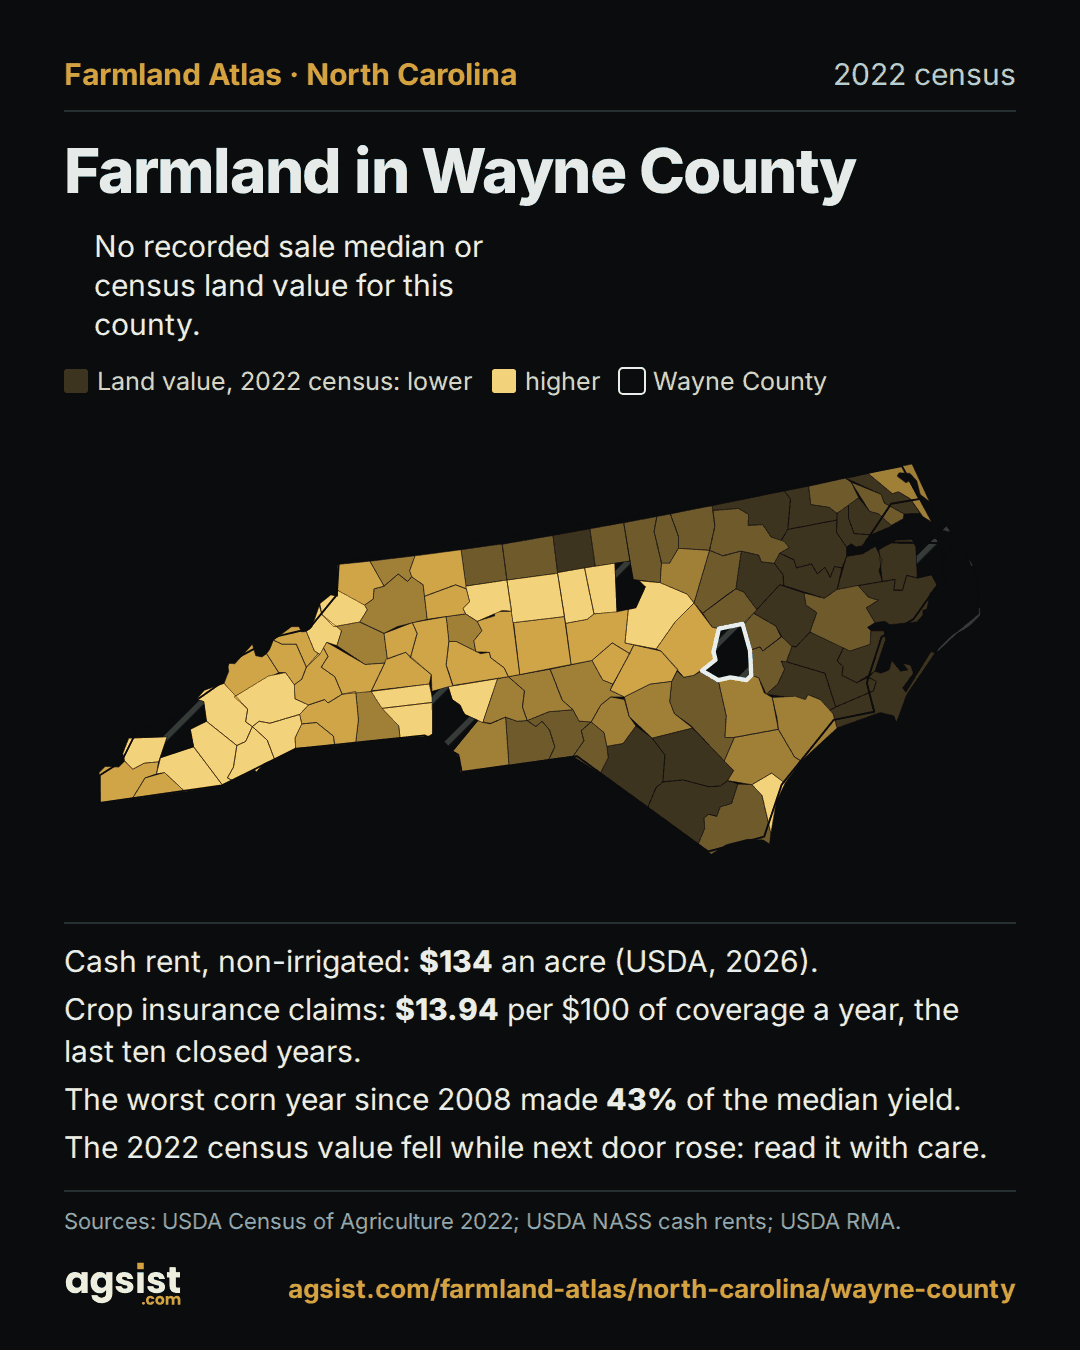 Farmland Atlas · North Carolina
2022 census
Farmland in Wayne County
No recorded sale median or
census land value for this
county.
Land value, 2022 census: lower
higher
Wayne County
Cash rent, non-irrigated: $134 an acre (USDA, 2026).
Crop insurance claims: $13.94 per $100 of coverage a year, the
last ten closed years.
The worst corn year since 2008 made 43% of the median yield.
The 2022 census value fell while next door rose: read it with care.
Sources: USDA Census of Agriculture 2022; USDA NASS cash rents; USDA RMA.
agsist
.com
agsist.com/farmland-atlas/north-carolina/wayne-county